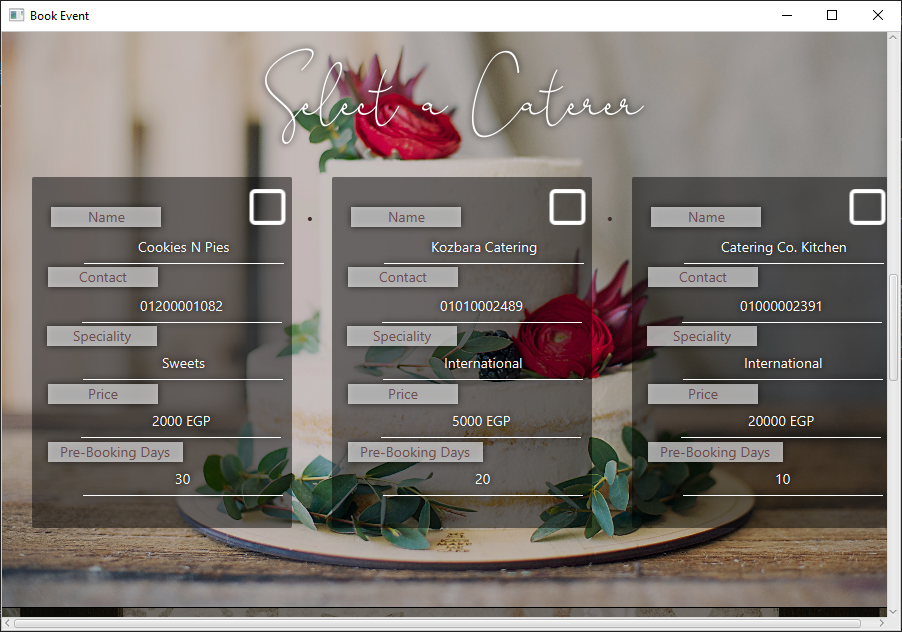 Book Event
Select a Caterer
Name
Cookies N Pies
Contact
01200001082
Speciality
Sweets
Price
2000 EGP
Pre-Booking Days
30
Name
Kozbara Catering
Contact
01010002489
Speciality
International
Price
5000 EGP
Pre-Booking Days
20
Name
Catering Co. Kitchen
Contact
01000002391
Speciality
International
Price
20000 EGP
Pre-Booking Days
10